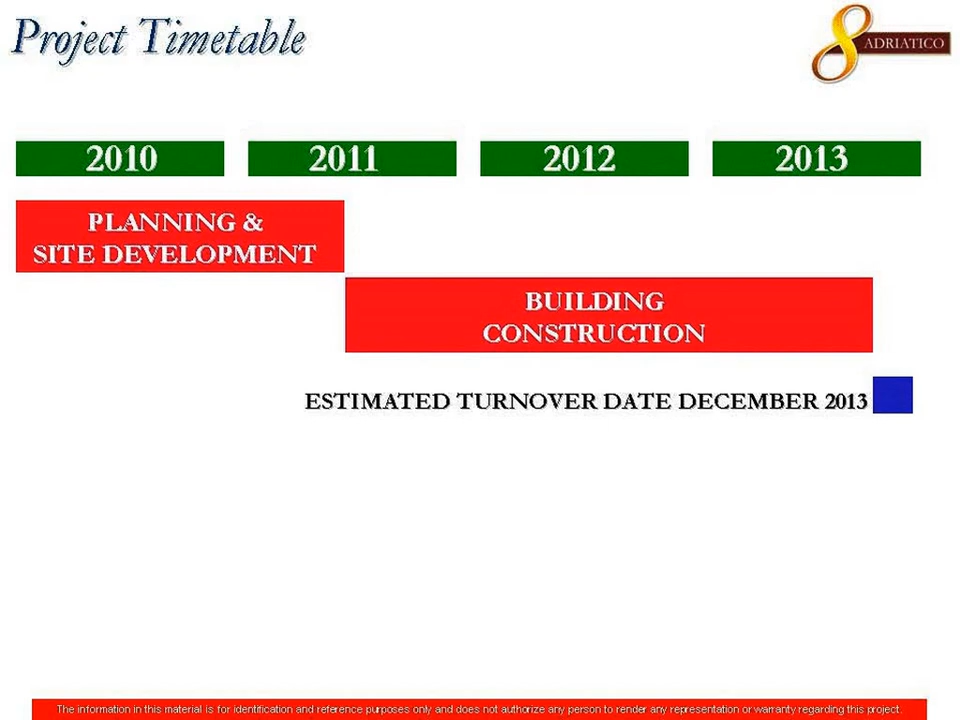 Project Timetable
8 ADRIATICO
2010 2011 2012 2013
PLANNING &
SITE DEVELOPMENT
BUILDING
CONSTRUCTION
ESTIMATED TURNOVER DATE DECEMBER 2013
The information in this material is for identification and reference purposes only and does not authorize any person to render any representation or warranty regarding this project.